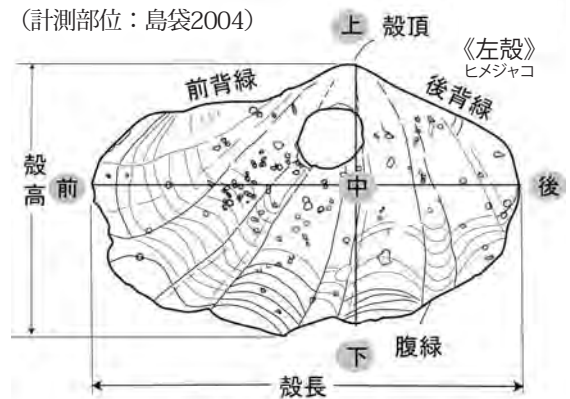 （計測部位：島袋2004）
上 殻頂
《左殻》
ヒメジャコ
前背縁
後背縁
殻高
前
中
後
下
腹縁
殻長